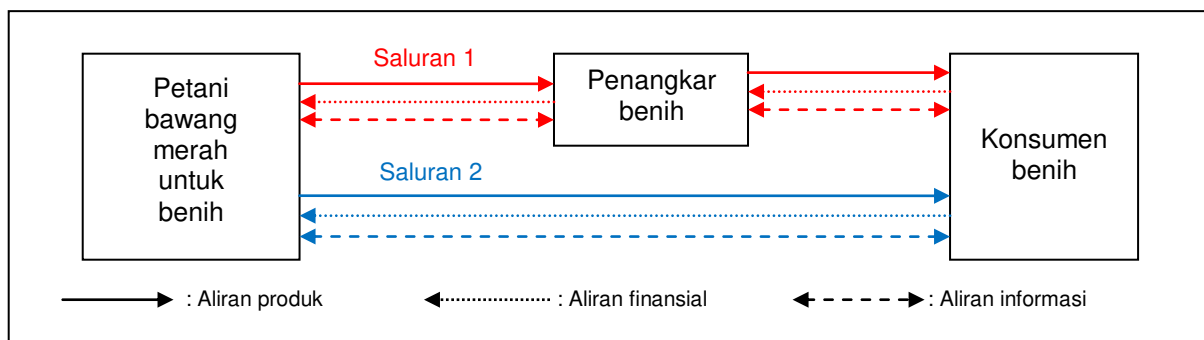 Saluran 1
Petani
bawang
merah
untuk
benih
Penangkar
benih
Konsumen
benih
Saluran 2
: Aliran produk
: Aliran finansial
: Aliran informasi